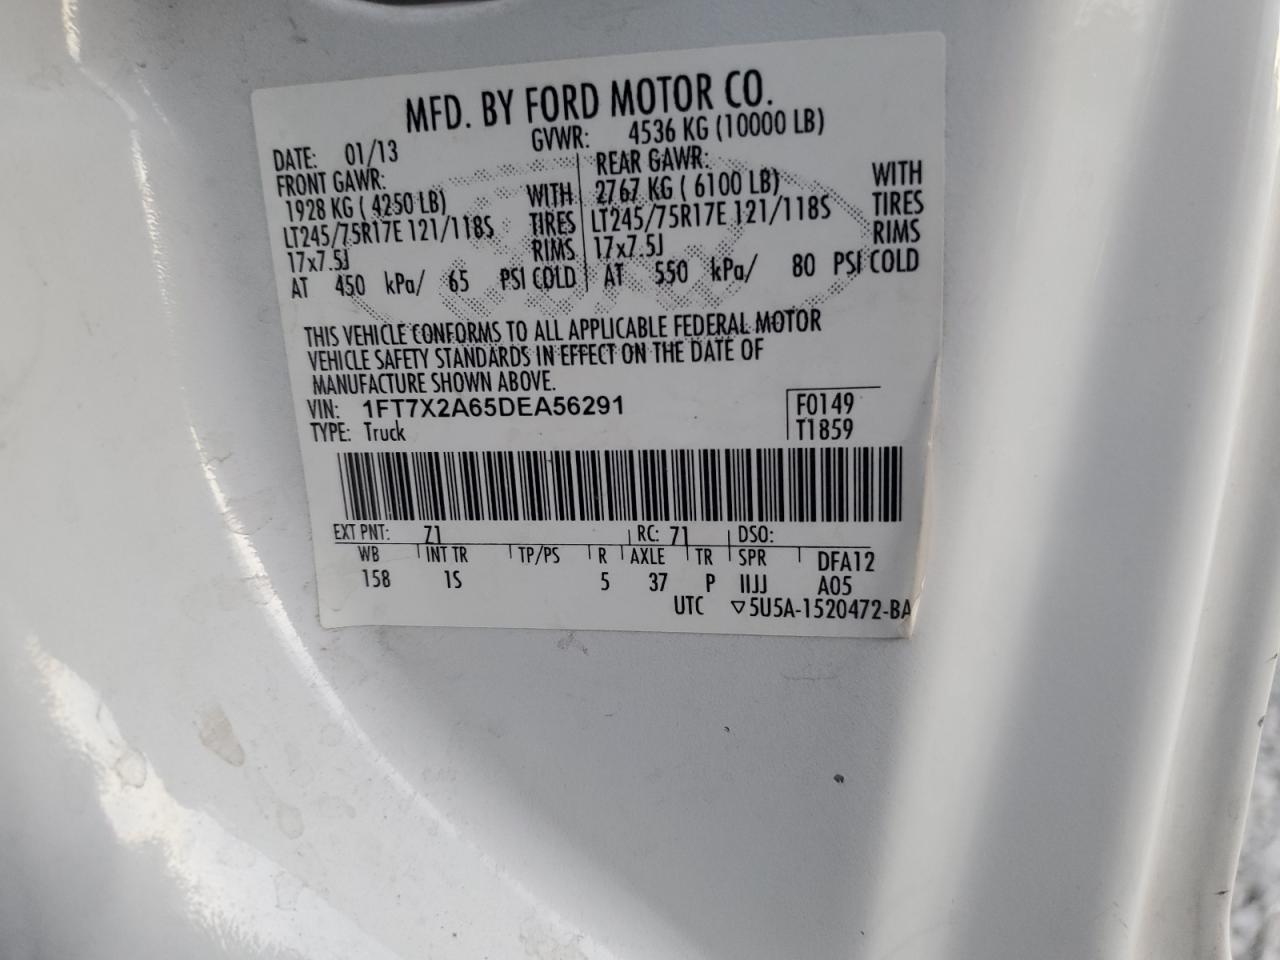 MFD. BY FORD MOTOR CO.
DATE: 01/13 GVWR: 4536 KG (10000 LB)
FRONT GAWR: REAR GAWR:
1928 KG ( 4250 LB) WITH 2767 KG ( 6100 LB) WITH
LT245/75R17E 121/118S TIRES LT245/75R17E 121/118S TIRES
17x7.5J RIMS 17x7.5J RIMS
AT 450 kPa/ 65 PSI COLD AT 550 kPa/ 80 PSI COLD
THIS VEHICLE CONFORMS TO ALL APPLICABLE FEDERAL MOTOR
VEHICLE SAFETY STANDARDS IN EFFECT ON THE DATE OF
MANUFACTURE SHOWN ABOVE.
VIN: 1FT7X2A65DEA56291 F0149
TYPE: Truck T1859
EXT PNT: Z1 RC: 71 DSO:
WB INT TR TP/PS R AXLE TR SPR DFA12
158 1S 5 37 P IIJJ A05
UTC ▽5U5A-1520472-BA